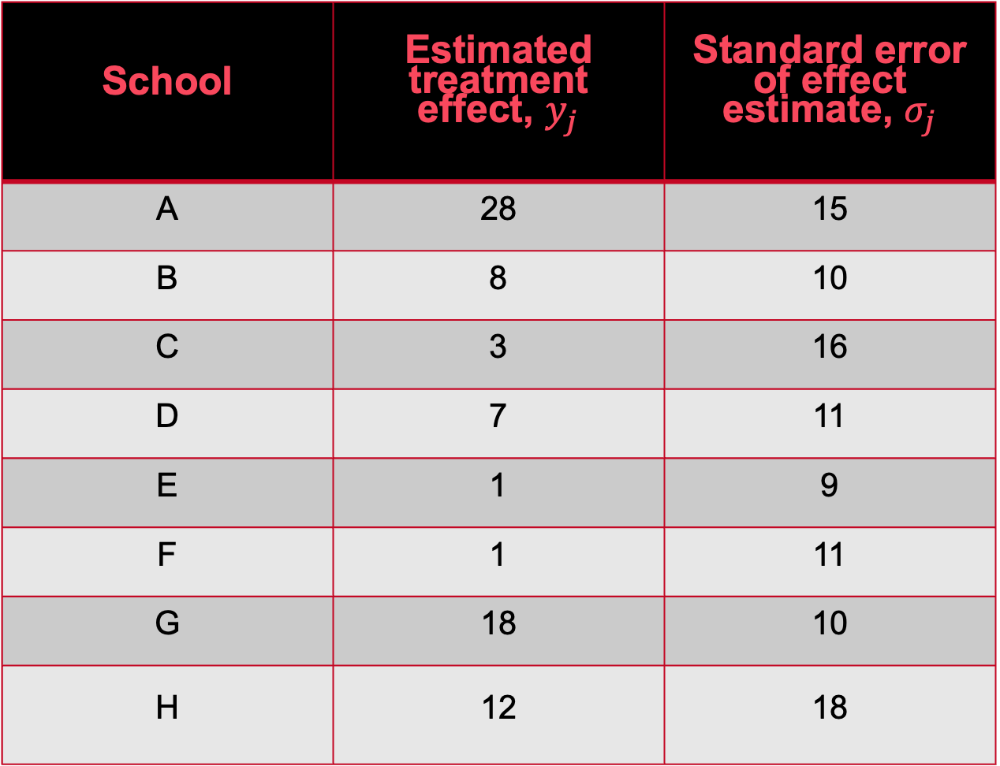 School
Estimated
treatment
effect, y_j
Standard error
of effect
estimate, σ_j
A 28 15
B 8 10
C 3 16
D 7 11
E 1 9
F 1 11
G 18 10
H 12 18